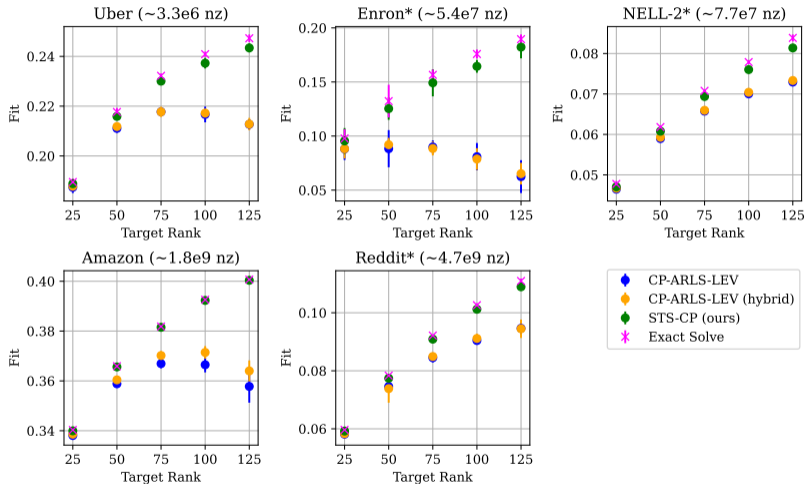 Uber (~3.3e6 nz)
Fit
0.24
0.22
0.20
25 50 75 100 125
Target Rank
Enron* (~5.4e7 nz)
Fit
0.20
0.15
0.10
0.05
25 50 75 100 125
Target Rank
NELL-2* (~7.7e7 nz)
Fit
0.08
0.07
0.06
0.05
25 50 75 100 125
Target Rank
Amazon (~1.8e9 nz)
Fit
0.40
0.38
0.36
0.34
25 50 75 100 125
Target Rank
Reddit* (~4.7e9 nz)
Fit
0.10
0.08
0.06
25 50 75 100 125
Target Rank
CP-ARLS-LEV
CP-ARLS-LEV (hybrid)
STS-CP (ours)
Exact Solve